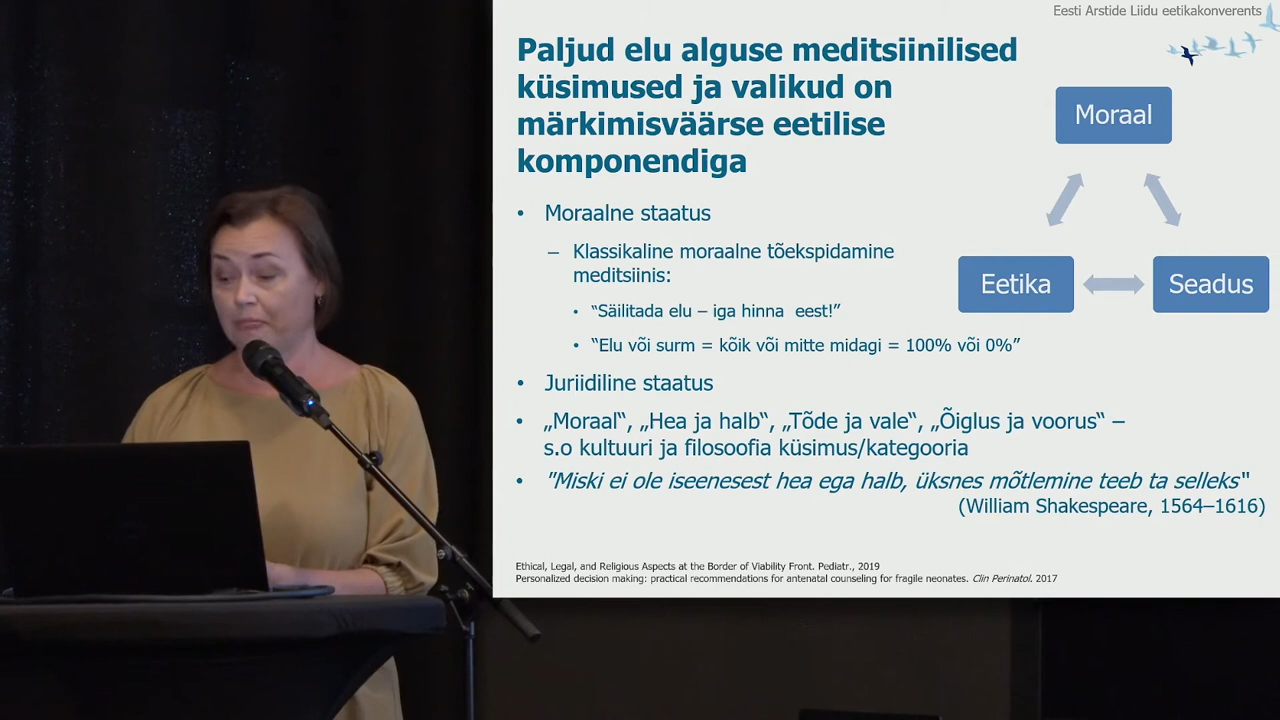 Eesti Arstide Liidu eetikakonverents
Paljud elu alguse meditsiinilised
küsimused ja valikud on
märkimisväärse eetilise
komponendiga
Moraal
Eetika
Seadus
• Moraalne staatus
– Klassikaline moraalne tõekspidamine
meditsiinis:
• “Säilitada elu – iga hinna eest!”
• “Elu või surm = kõik või mitte midagi = 100% või 0%”
• Juriidiline staatus
• „Moraal“, „Hea ja halb“, „Tõde ja vale“, „Õiglus ja voorus“ –
s.o kultuuri ja filosoofia küsimus/kategooria
• "Miski ei ole iseenesest hea ega halb, üksnes mõtlemine teeb ta selleks"
(William Shakespeare, 1564–1616)
Ethical, Legal, and Religious Aspects at the Border of Viability Front. Pediatr., 2019
Personalized decision making: practical recommendations for antenatal counseling for fragile neonates. Clin Perinatol. 2017